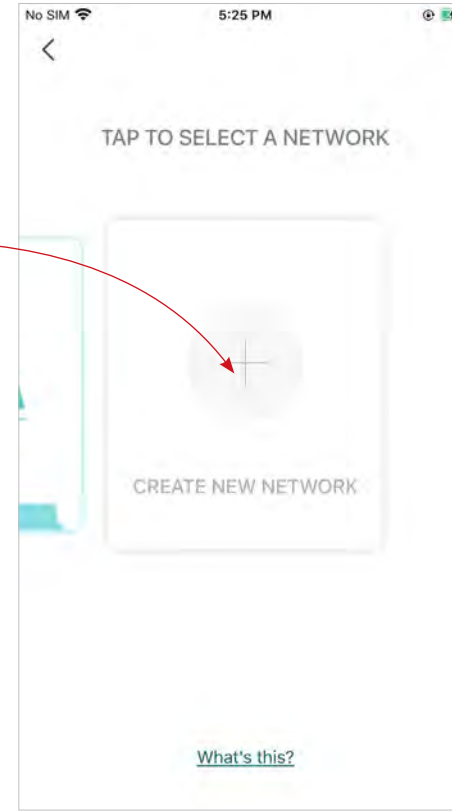 No SIM 5:25 PM
TAP TO SELECT A NETWORK
CREATE NEW NETWORK
What's this?